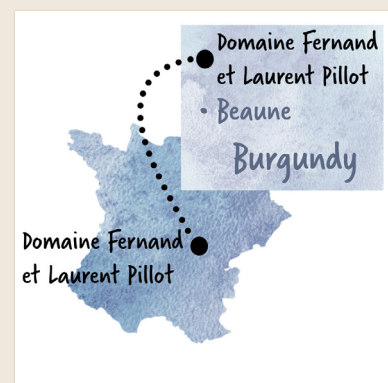 Domaine Fernand
et Laurent Pillot
• Beaune
Burgundy
Domaine Fernand
et Laurent Pillot